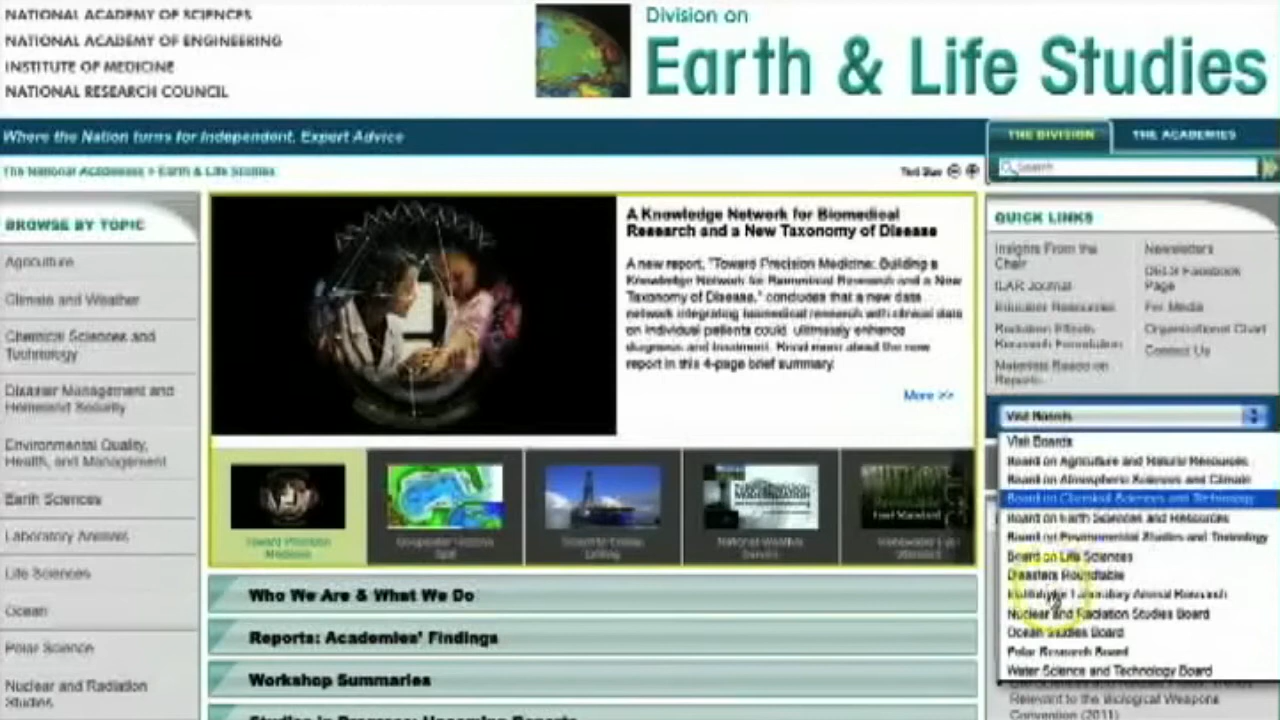 NATIONAL ACADEMY OF SCIENCES
NATIONAL ACADEMY OF ENGINEERING
INSTITUTE OF MEDICINE
NATIONAL RESEARCH COUNCIL
Division on
Earth & Life Studies
Where the Nation turns for Independent, Expert Advice
THE DIVISION
THE ACADEMIES
The National Academies > Earth & Life Studies
Text Size
Search
BROWSE BY TOPIC
Agriculture
Climate and Weather
Chemical Sciences and
Technology
Disaster Management and
Homeland Security
Environmental Quality,
Health, and Management
Earth Sciences
Laboratory Animals
Life Sciences
Ocean
Polar Science
Nuclear and Radiation
Studies
A Knowledge Network for Biomedical
Research and a New Taxonomy of Disease
A new report, "Toward Precision Medicine: Building a
Knowledge Network for Biomedical Research and a New
Taxonomy of Disease," concludes that a new data
network integrating biomedical research with clinical data
on individual patients could ultimately enhance
diagnosis and treatment. Read more about the new
report in this 4-page brief summary.
More >>
Toward Precision
Medicine
National Weather
Service
Who We Are & What We Do
Reports: Academies' Findings
Workshop Summaries
Studies in Progress: Upcoming Reports
QUICK LINKS
Insights From the
Chair
ILAR Journal
Educator Resources
Radiation Effects
Research Foundation
Materials Based on
Reports
Newsletters
DELS Facebook
Page
For Media
Organizational Chart
Contact Us
Visit Boards
Visit Boards
Board on Agriculture and Natural Resources
Board on Atmospheric Sciences and Climate
Board on Chemical Sciences and Technology
Board on Earth Sciences and Resources
Board on Environmental Studies and Toxicology
Board on Life Sciences
Disasters Roundtable
Institute for Laboratory Animal Research
Nuclear and Radiation Studies Board
Ocean Studies Board
Polar Research Board
Water Science and Technology Board
Relevant to the Biological Weapons
Convention (2011)